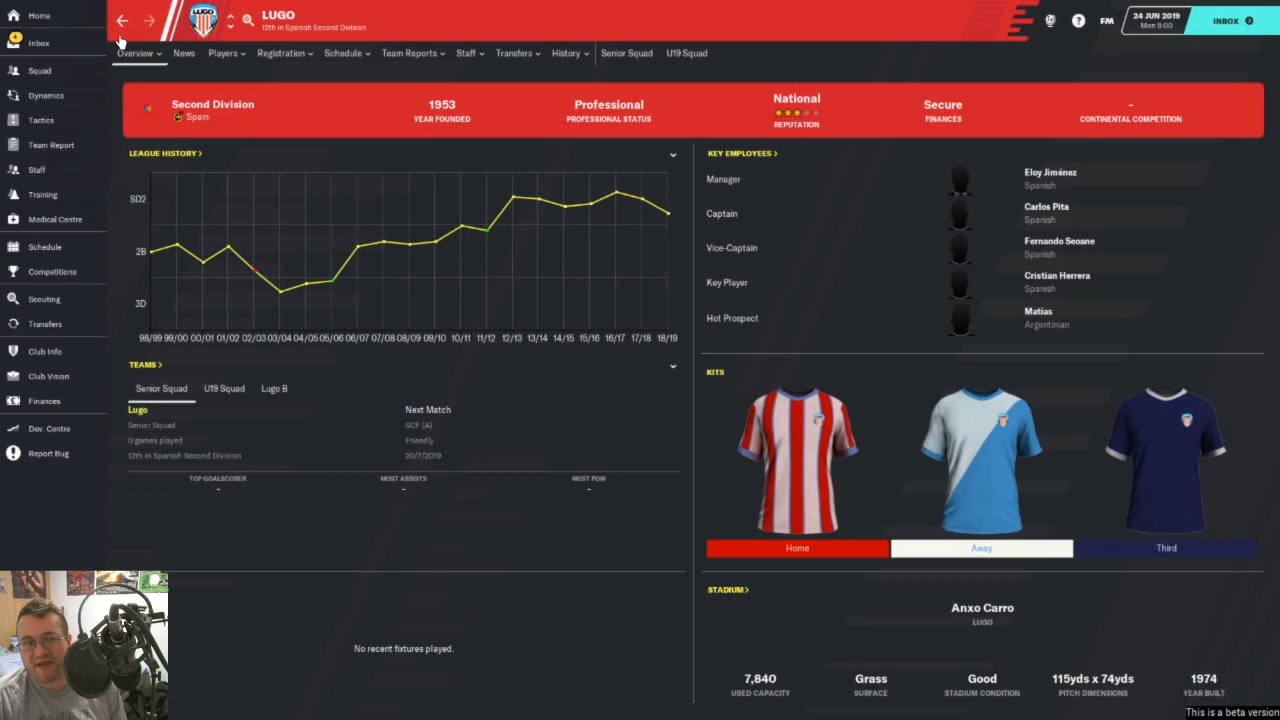 Home
LUGO
LUGO
12th in Spanish Second Division
FM
24 JUN 2019
Mon 9:00
INBOX
4
Inbox
Overview
News
Players
Registration
Schedule
Team Reports
Staff
Transfers
History
Senior Squad
U19 Squad
Squad
Dynamics
Tactics
Team Report
Staff
Training
Medical Centre
Schedule
Competitions
Scouting
Transfers
Club Info
Club Vision
Finances
Dev. Centre
Report Bug
Second Division
Spain
1953
YEAR FOUNDED
Professional
PROFESSIONAL STATUS
National
REPUTATION
Secure
FINANCES
-
CONTINENTAL COMPETITION
LEAGUE HISTORY >
SD2
2B
3D
98/99 99/00 00/01 01/02 02/03 03/04 04/05 05/06 06/07 07/08 08/09 09/10 10/11 11/12 12/13 13/14 14/15 15/16 16/17 17/18 18/19
TEAMS >
Senior Squad U19 Squad Lugo B
Lugo
Next Match
Senior Squad
SCF (A)
0 games played
Friendly
12th in Spanish Second Division
20/7/2019
TOP GOALSCORER
MOST ASSISTS
MOST POM
- - -
No recent fixtures played.
KEY EMPLOYEES >
Manager
Eloy Jiménez
Spanish
Captain
Carlos Pita
Spanish
Vice-Captain
Fernando Seoane
Spanish
Key Player
Cristian Herrera
Spanish
Hot Prospect
Matías
Argentinian
KITS
Home
Away
Third
STADIUM >
Anxo Carro
LUGO
7,840
USED CAPACITY
Grass
SURFACE
Good
STADIUM CONDITION
115yds x 74yds
PITCH DIMENSIONS
1974
YEAR BUILT
This is a beta version